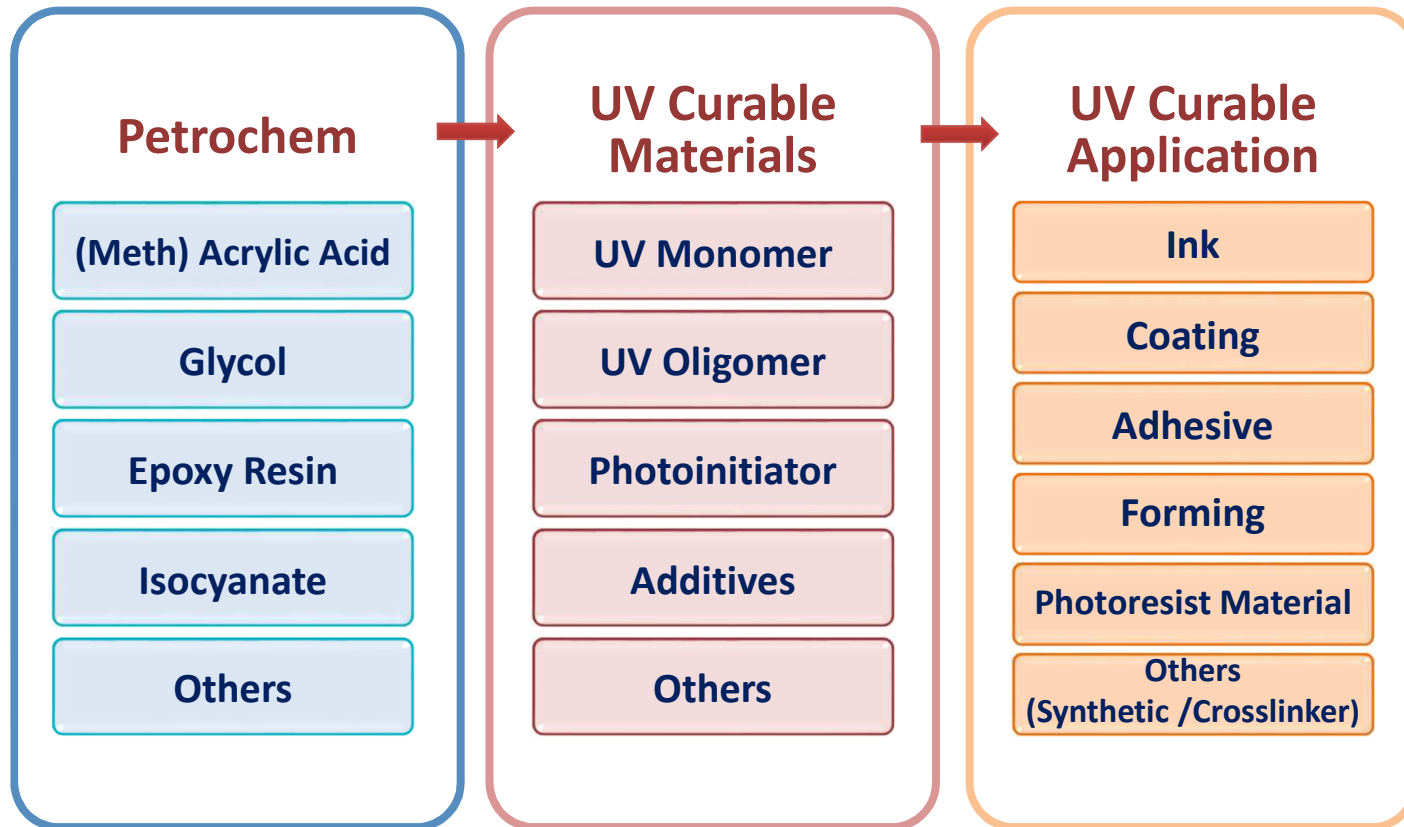 Petrochem
(Meth) Acrylic Acid
Glycol
Epoxy Resin
Isocyanate
Others
UV Curable
Materials
UV Monomer
UV Oligomer
Photoinitiator
Additives
Others
UV Curable
Application
Ink
Coating
Adhesive
Forming
Photoresist Material
Others
(Synthetic /Crosslinker)